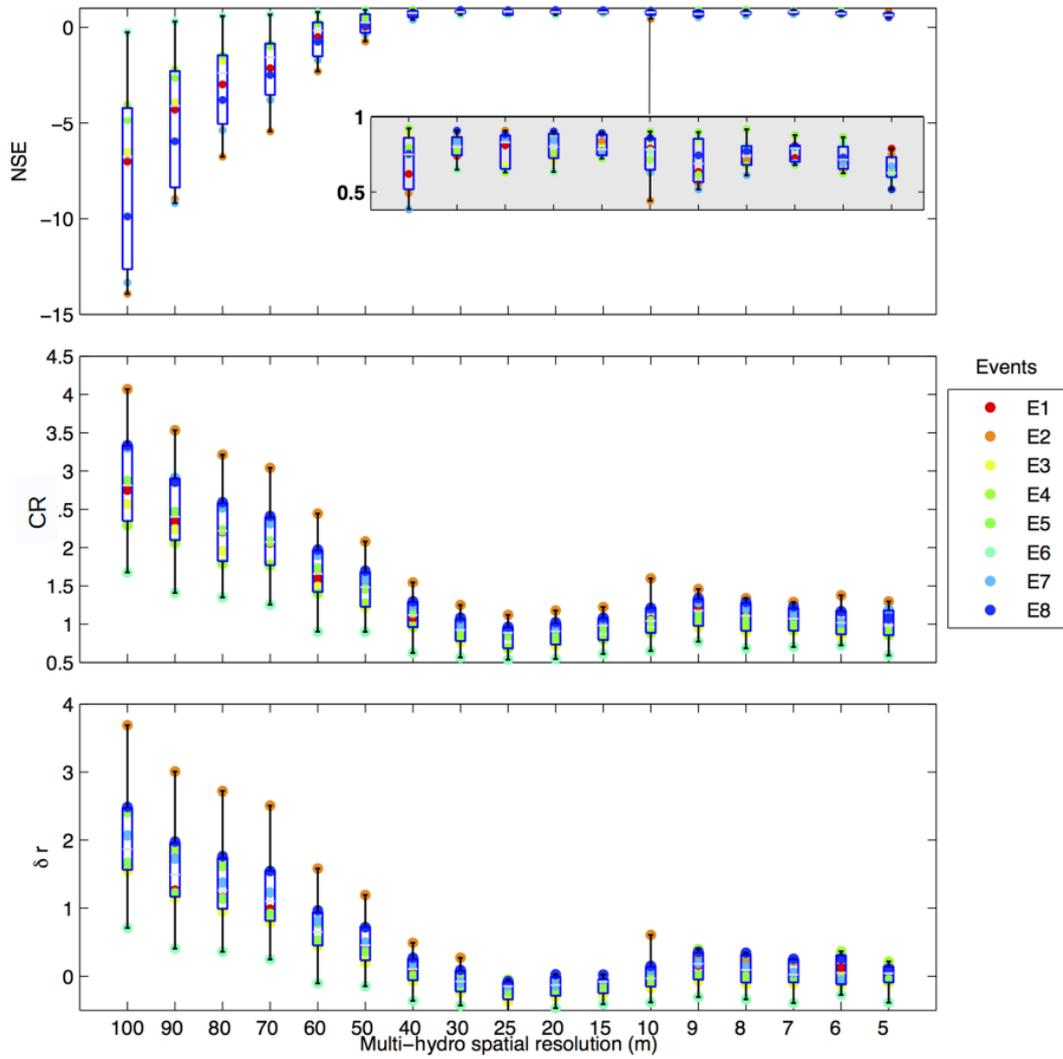 0
−5
−10
−15
NSE
1
0.5
4.5
4
3.5
3
.5
2
1.5
1
0.5
CR
Events
E1
E2
E3
E4
E5
E6
E7
E8
4
3
2
1
0
δ r
100 90 80 70 60 50 40 30 25 20 15 10 9 8 7 6 5
Multi−hydro spatial resolution (m)